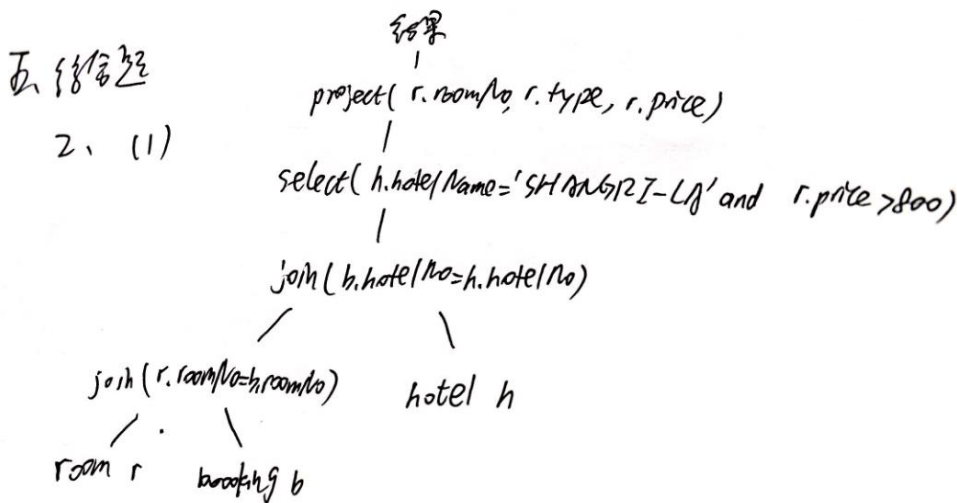 结果
五、综合题
project( r.roomNo, r.type, r.price)
2、 (1)
select( h.hotelName='SHANGRI-LA' and r.price>800)
join( b.hotelNo=h.hotelNo)
join( r.roomNo=b.roomNo)
hotel h
room r
booking b